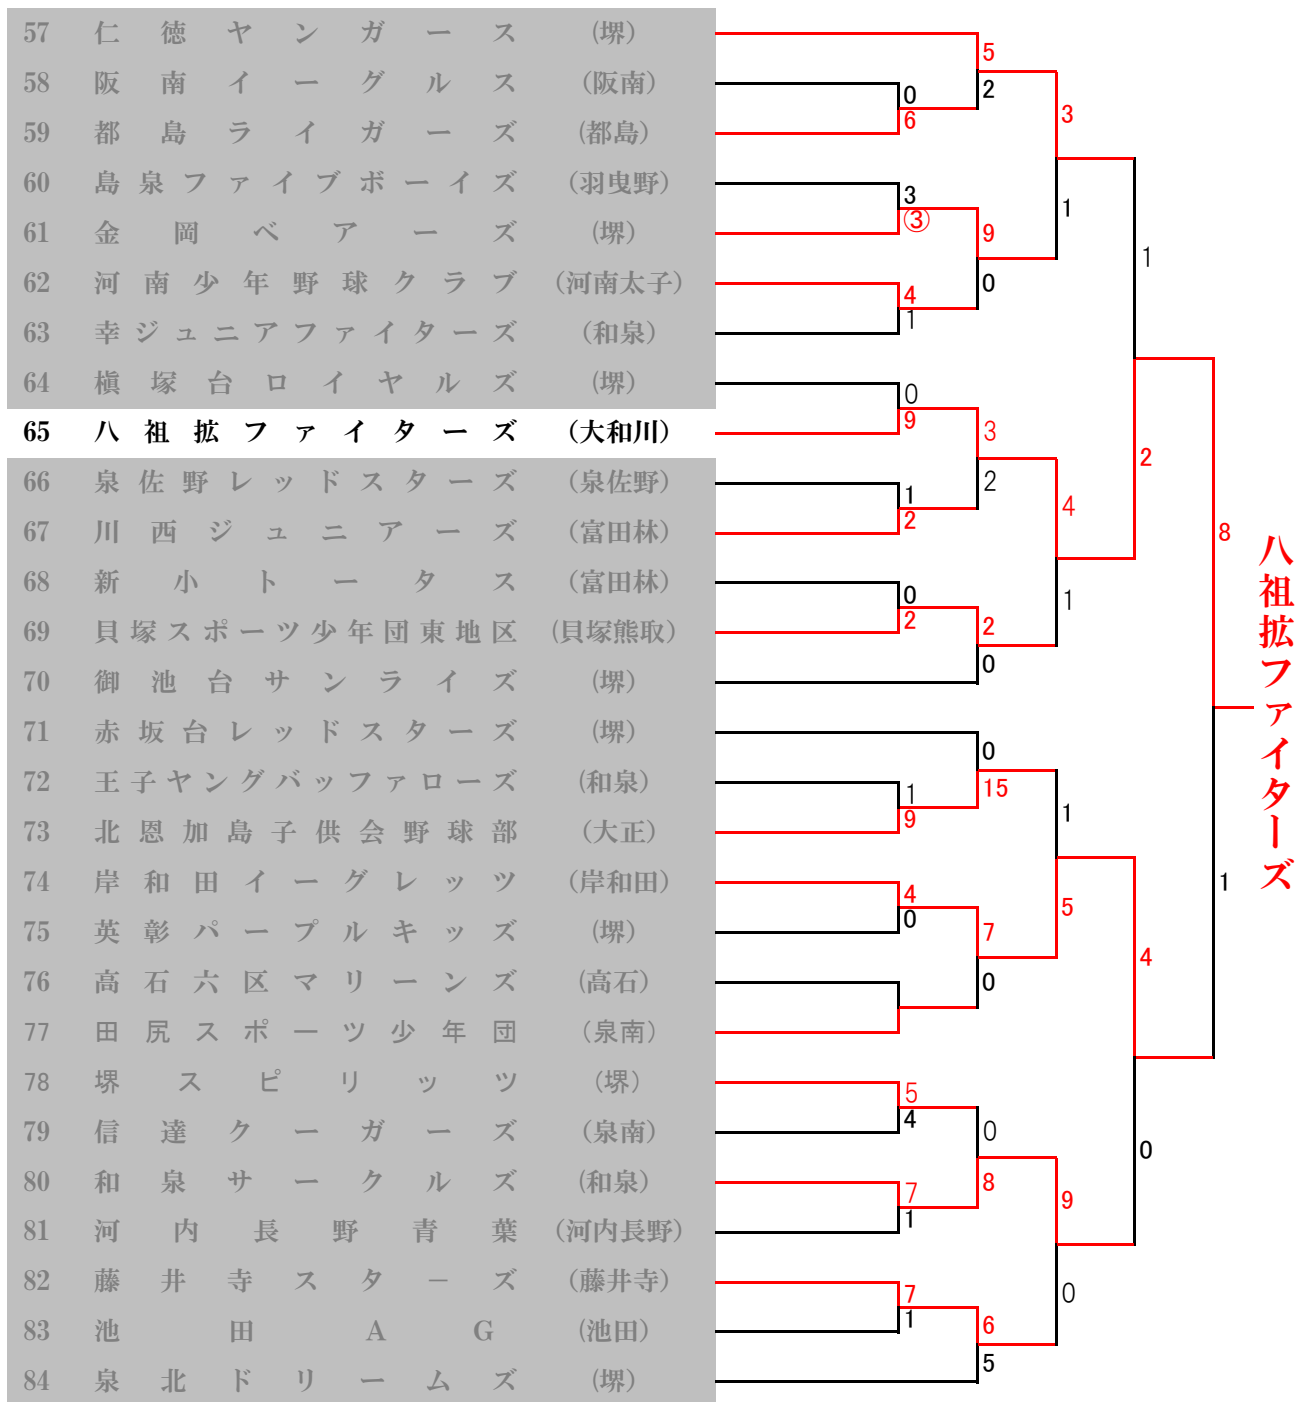 57 仁徳ヤンガース (堺)
58 阪南イーグルス (阪南)
59 都島ライガーズ (都島)
60 島泉ファイブボーイズ (羽曳野)
61 金岡ベアーズ (堺)
62 河南少年野球クラブ (河南太子)
63 幸ジュニアファイターズ (和泉)
64 槇塚台ロイヤルズ (堺)
65 八祖拡ファイターズ (大和川)
66 泉佐野レッドスターズ (泉佐野)
67 川西ジュニアーズ (富田林)
68 新小トータス (富田林)
69 貝塚スポーツ少年団東地区 (貝塚熊取)
70 御池台サンライズ (堺)
71 赤坂台レッドスターズ (堺)
72 王子ヤングバッファローズ (和泉)
73 北恩加島子供会野球部 (大正)
74 岸和田イーグレッツ (岸和田)
75 英彰パープルキッズ (堺)
76 高石六区マリーンズ (高石)
77 田尻スポーツ少年団 (泉南)
78 堺スピリッツ (堺)
79 信達クーガーズ (泉南)
80 和泉サークルズ (和泉)
81 河内長野青葉 (河内長野)
82 藤井寺スターズ (藤井寺)
83 池田AG (池田)
84 泉北ドリームズ (堺)
0
6
3
③
4
1
0
9
1
2
0
2
1
9
4
0
5
4
7
1
7
1
5
2
9
0
3
2
2
0
0
15
7
0
0
8
6
5
3
1
4
1
1
5
9
0
1
2
4
0
8
1
八祖拡ファイターズ